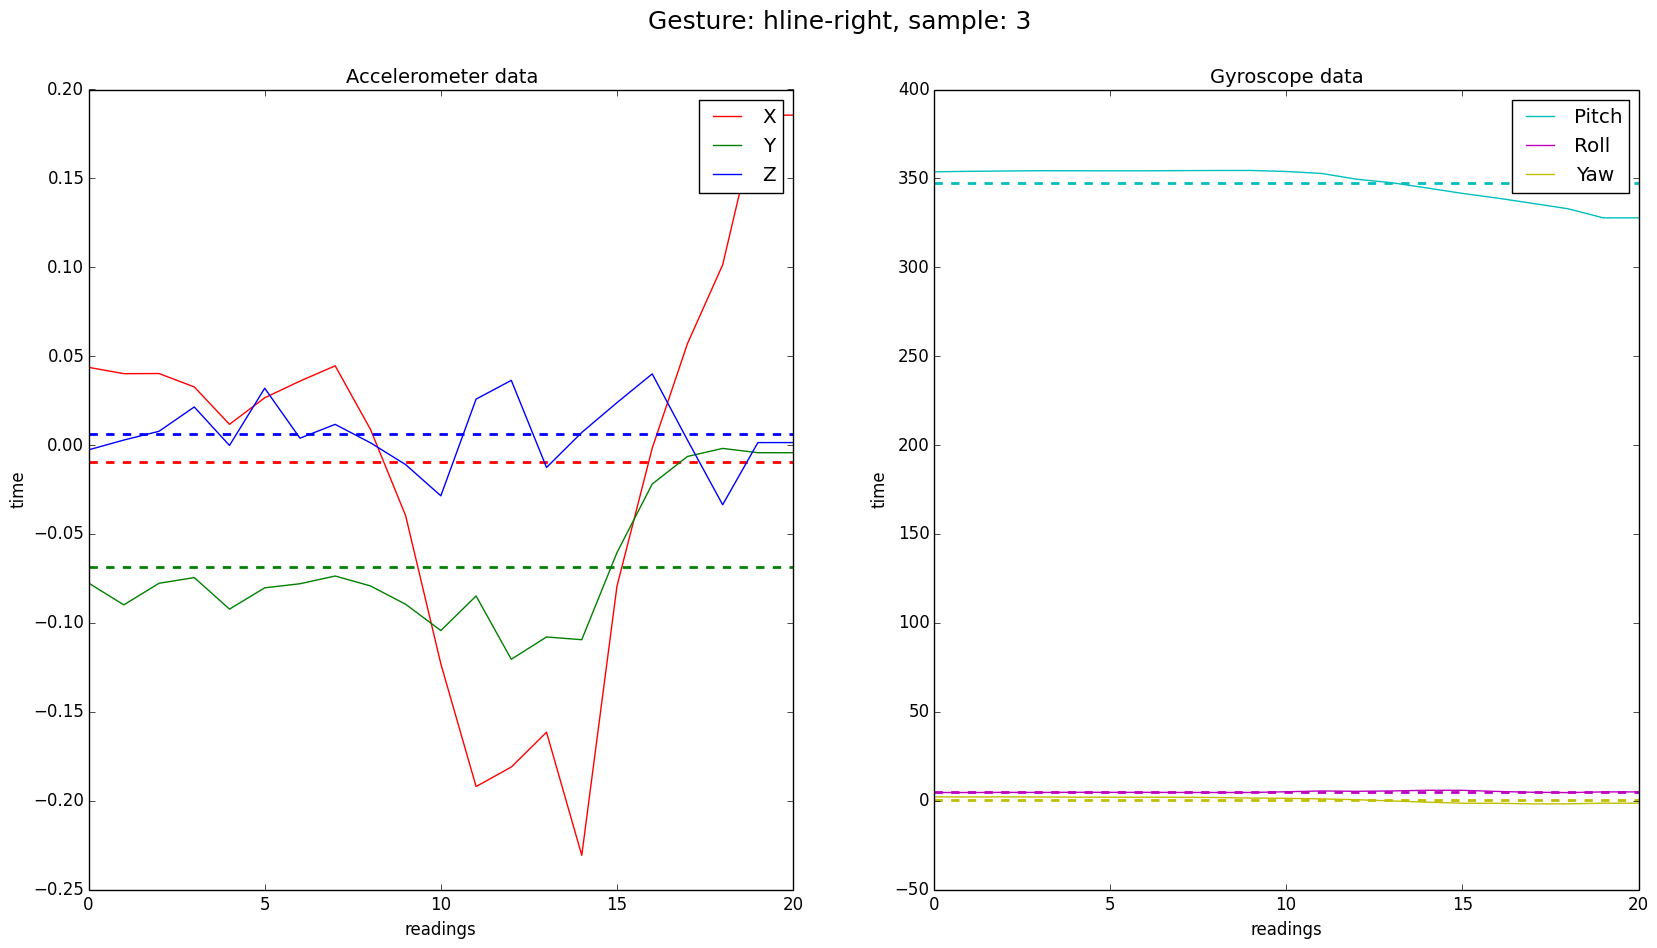 Gesture: hline-right, sample: 3
Accelerometer data
0.20
0.15
0.10
0.05
0.00
−0.05
−0.10
−0.15
−0.20
−0.25
time
X
Y
Z
0 5 10 15 20
readings
Gyroscope data
400
350
300
250
200
150
100
50
0
−50
time
Pitch
Roll
Yaw
0 5 10 15 20
readings